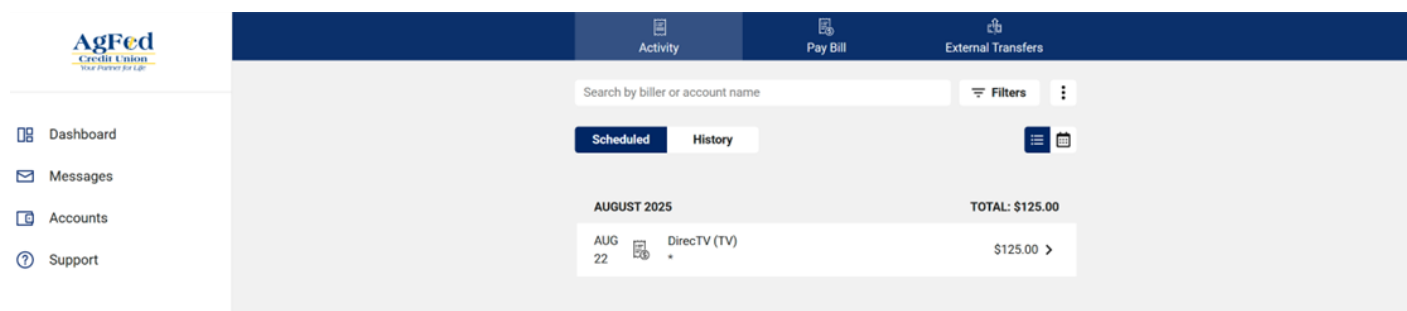 AgFed
Credit Union
Your Partner for Life
Dashboard
Messages
Accounts
Support
Activity
Pay Bill
External Transfers
Search by biller or account name
Filters
Scheduled
History
AUGUST 2025
TOTAL: $125.00
AUG
22
DirecTV (TV)
*
$125.00